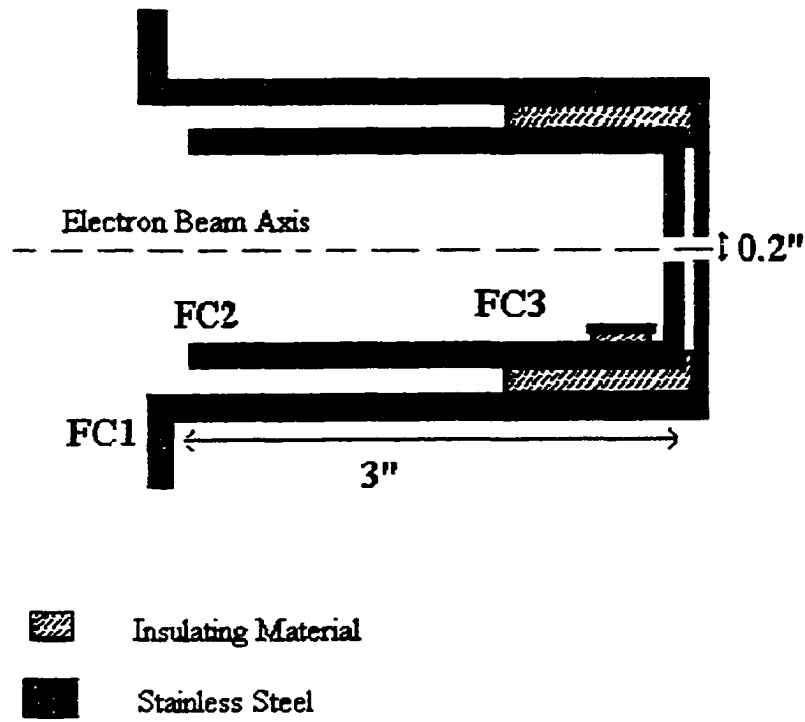 Electron Beam Axis
0.2"
FC2
FC3
FC1
3"
Insulating Material
Stainless Steel